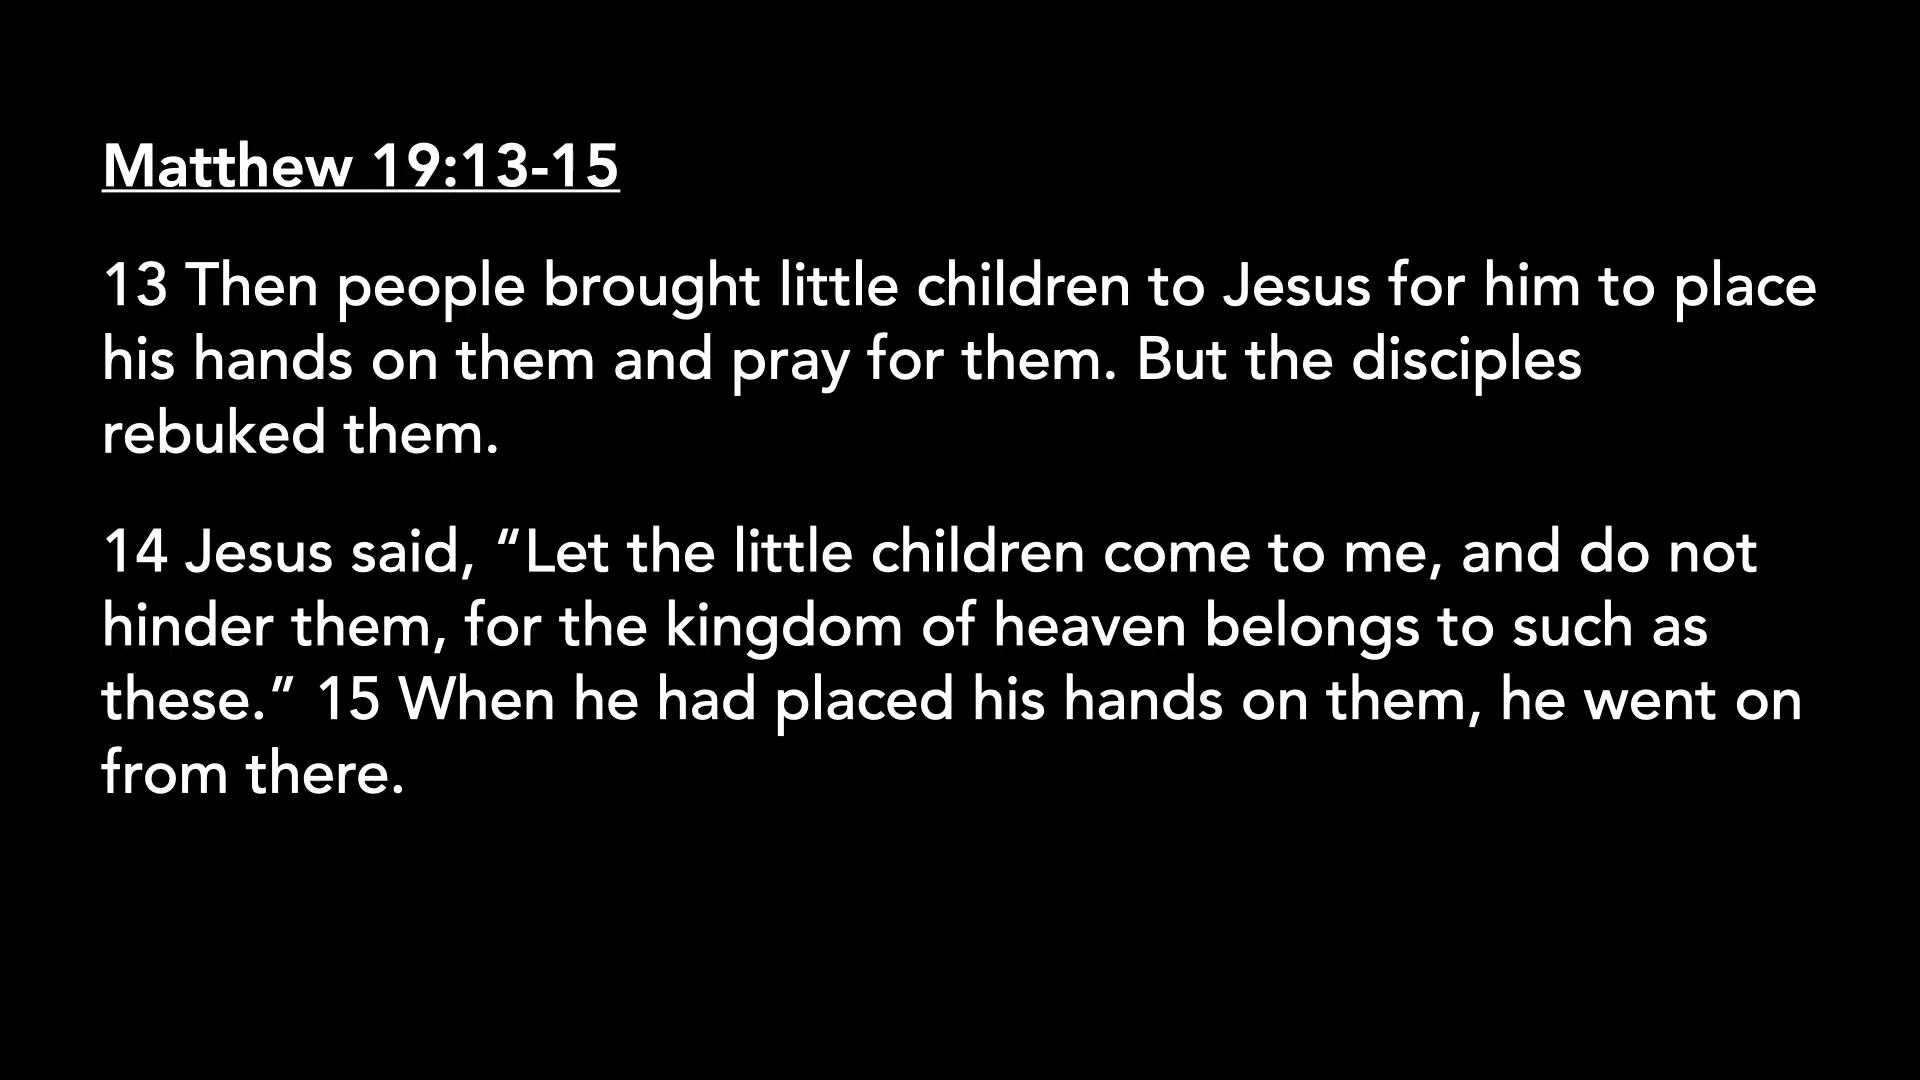 Matthew 19:13-15
13 Then people brought little children to Jesus for him to place
his hands on them and pray for them. But the disciples
rebuked them.
14 Jesus said, “Let the little children come to me, and do not
hinder them, for the kingdom of heaven belongs to such as
these.” 15 When he had placed his hands on them, he went on
from there.